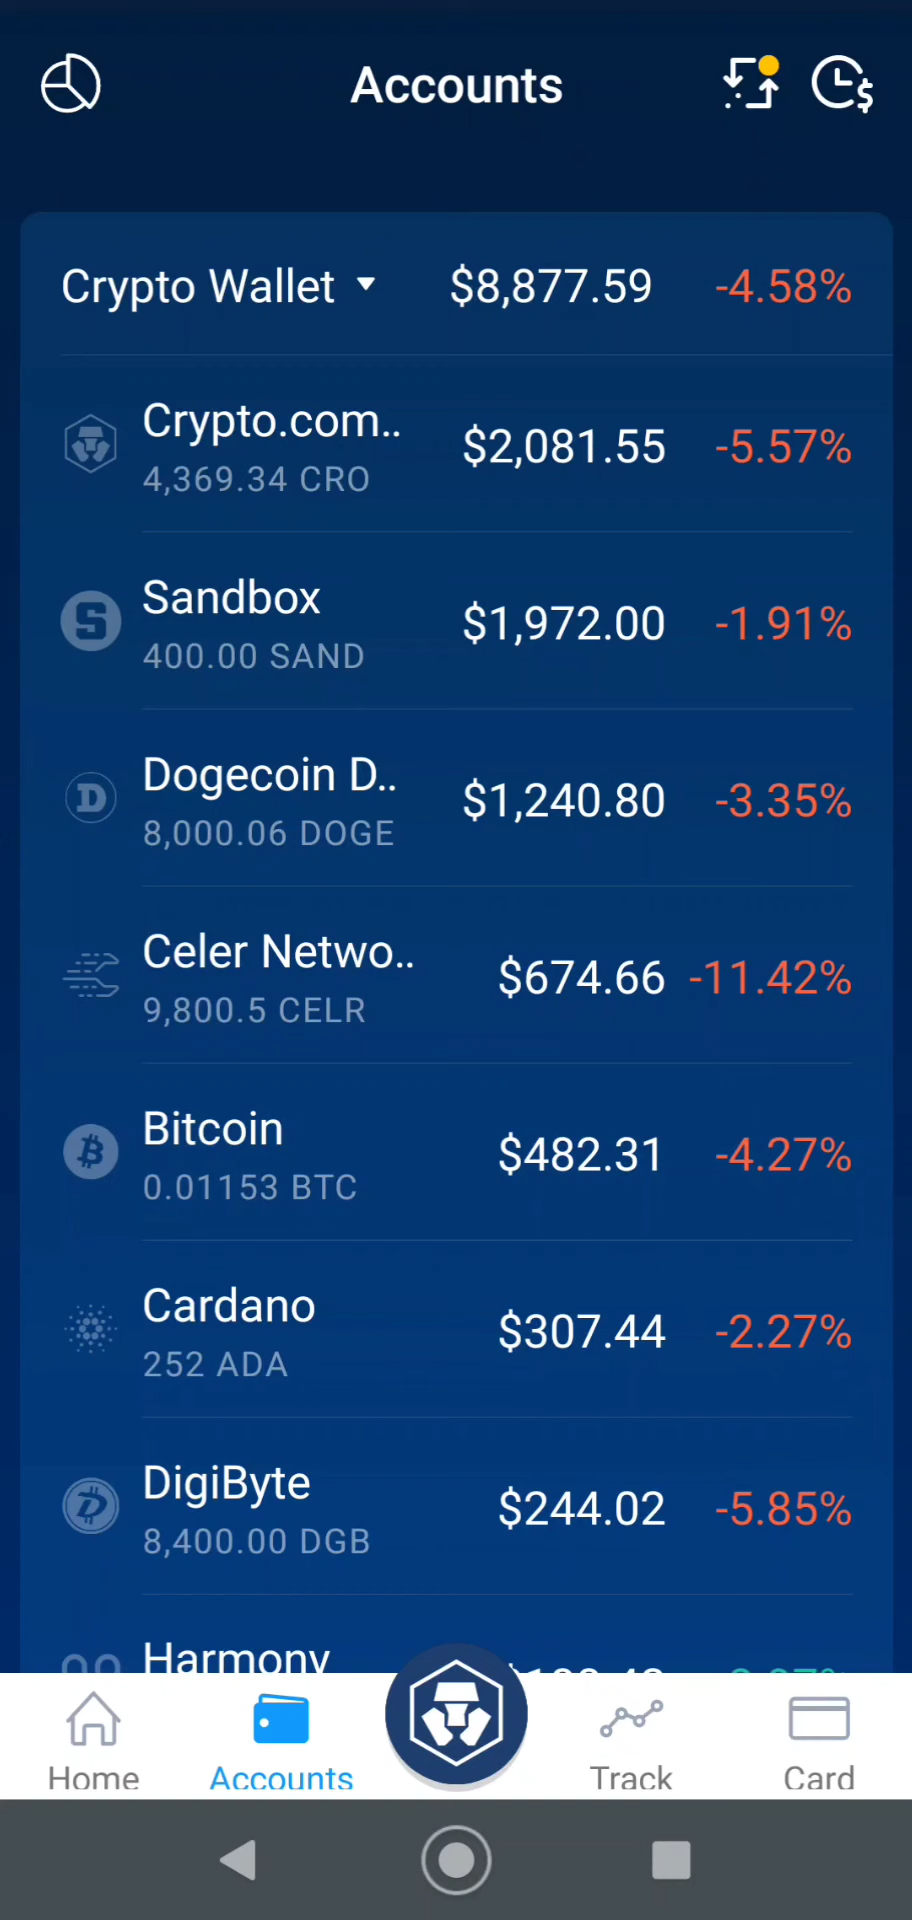 Accounts
Crypto Wallet $8,877.59 -4.58%
Crypto.com.. $2,081.55 -5.57%
4,369.34 CRO
Sandbox $1,972.00 -1.91%
400.00 SAND
Dogecoin D.. $1,240.80 -3.35%
8,000.06 DOGE
Celer Netwo.. $674.66 -11.42%
9,800.5 CELR
Bitcoin $482.31 -4.27%
0.01153 BTC
Cardano $307.44 -2.27%
252 ADA
DigiByte $244.02 -5.85%
8,400.00 DGB
Harmony
Home Accounts Track Card